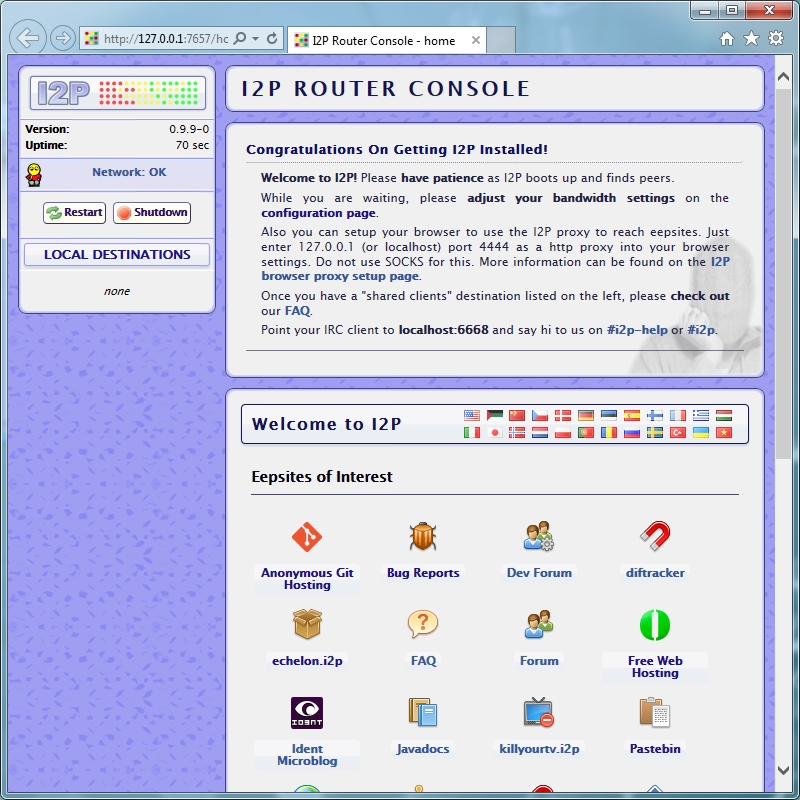 http://127.0.0.1:7657/hc
I2P Router Console - home
I2P
I2P ROUTER CONSOLE
Version: 0.9.9-0
Uptime: 70 sec
Network: OK
Restart Shutdown
LOCAL DESTINATIONS
none
Congratulations On Getting I2P Installed!
Welcome to I2P! Please have patience as I2P boots up and finds peers.
While you are waiting, please adjust your bandwidth settings on the
configuration page.
Also you can setup your browser to use the I2P proxy to reach eepsites. Just
enter 127.0.0.1 (or localhost) port 4444 as a http proxy into your browser
settings. Do not use SOCKS for this. More information can be found on the I2P
browser proxy setup page.
Once you have a "shared clients" destination listed on the left, please check out
our FAQ.
Point your IRC client to localhost:6668 and say hi to us on #i2p-help or #i2p.
Welcome to I2P
Eepsites of Interest
Anonymous Git
Hosting
Bug Reports
Dev Forum
diftracker
echelon.i2p
FAQ
Forum
Free Web
Hosting
IDENT
Ident
Microblog
Javadocs
killyourtv.i2p
Pastebin